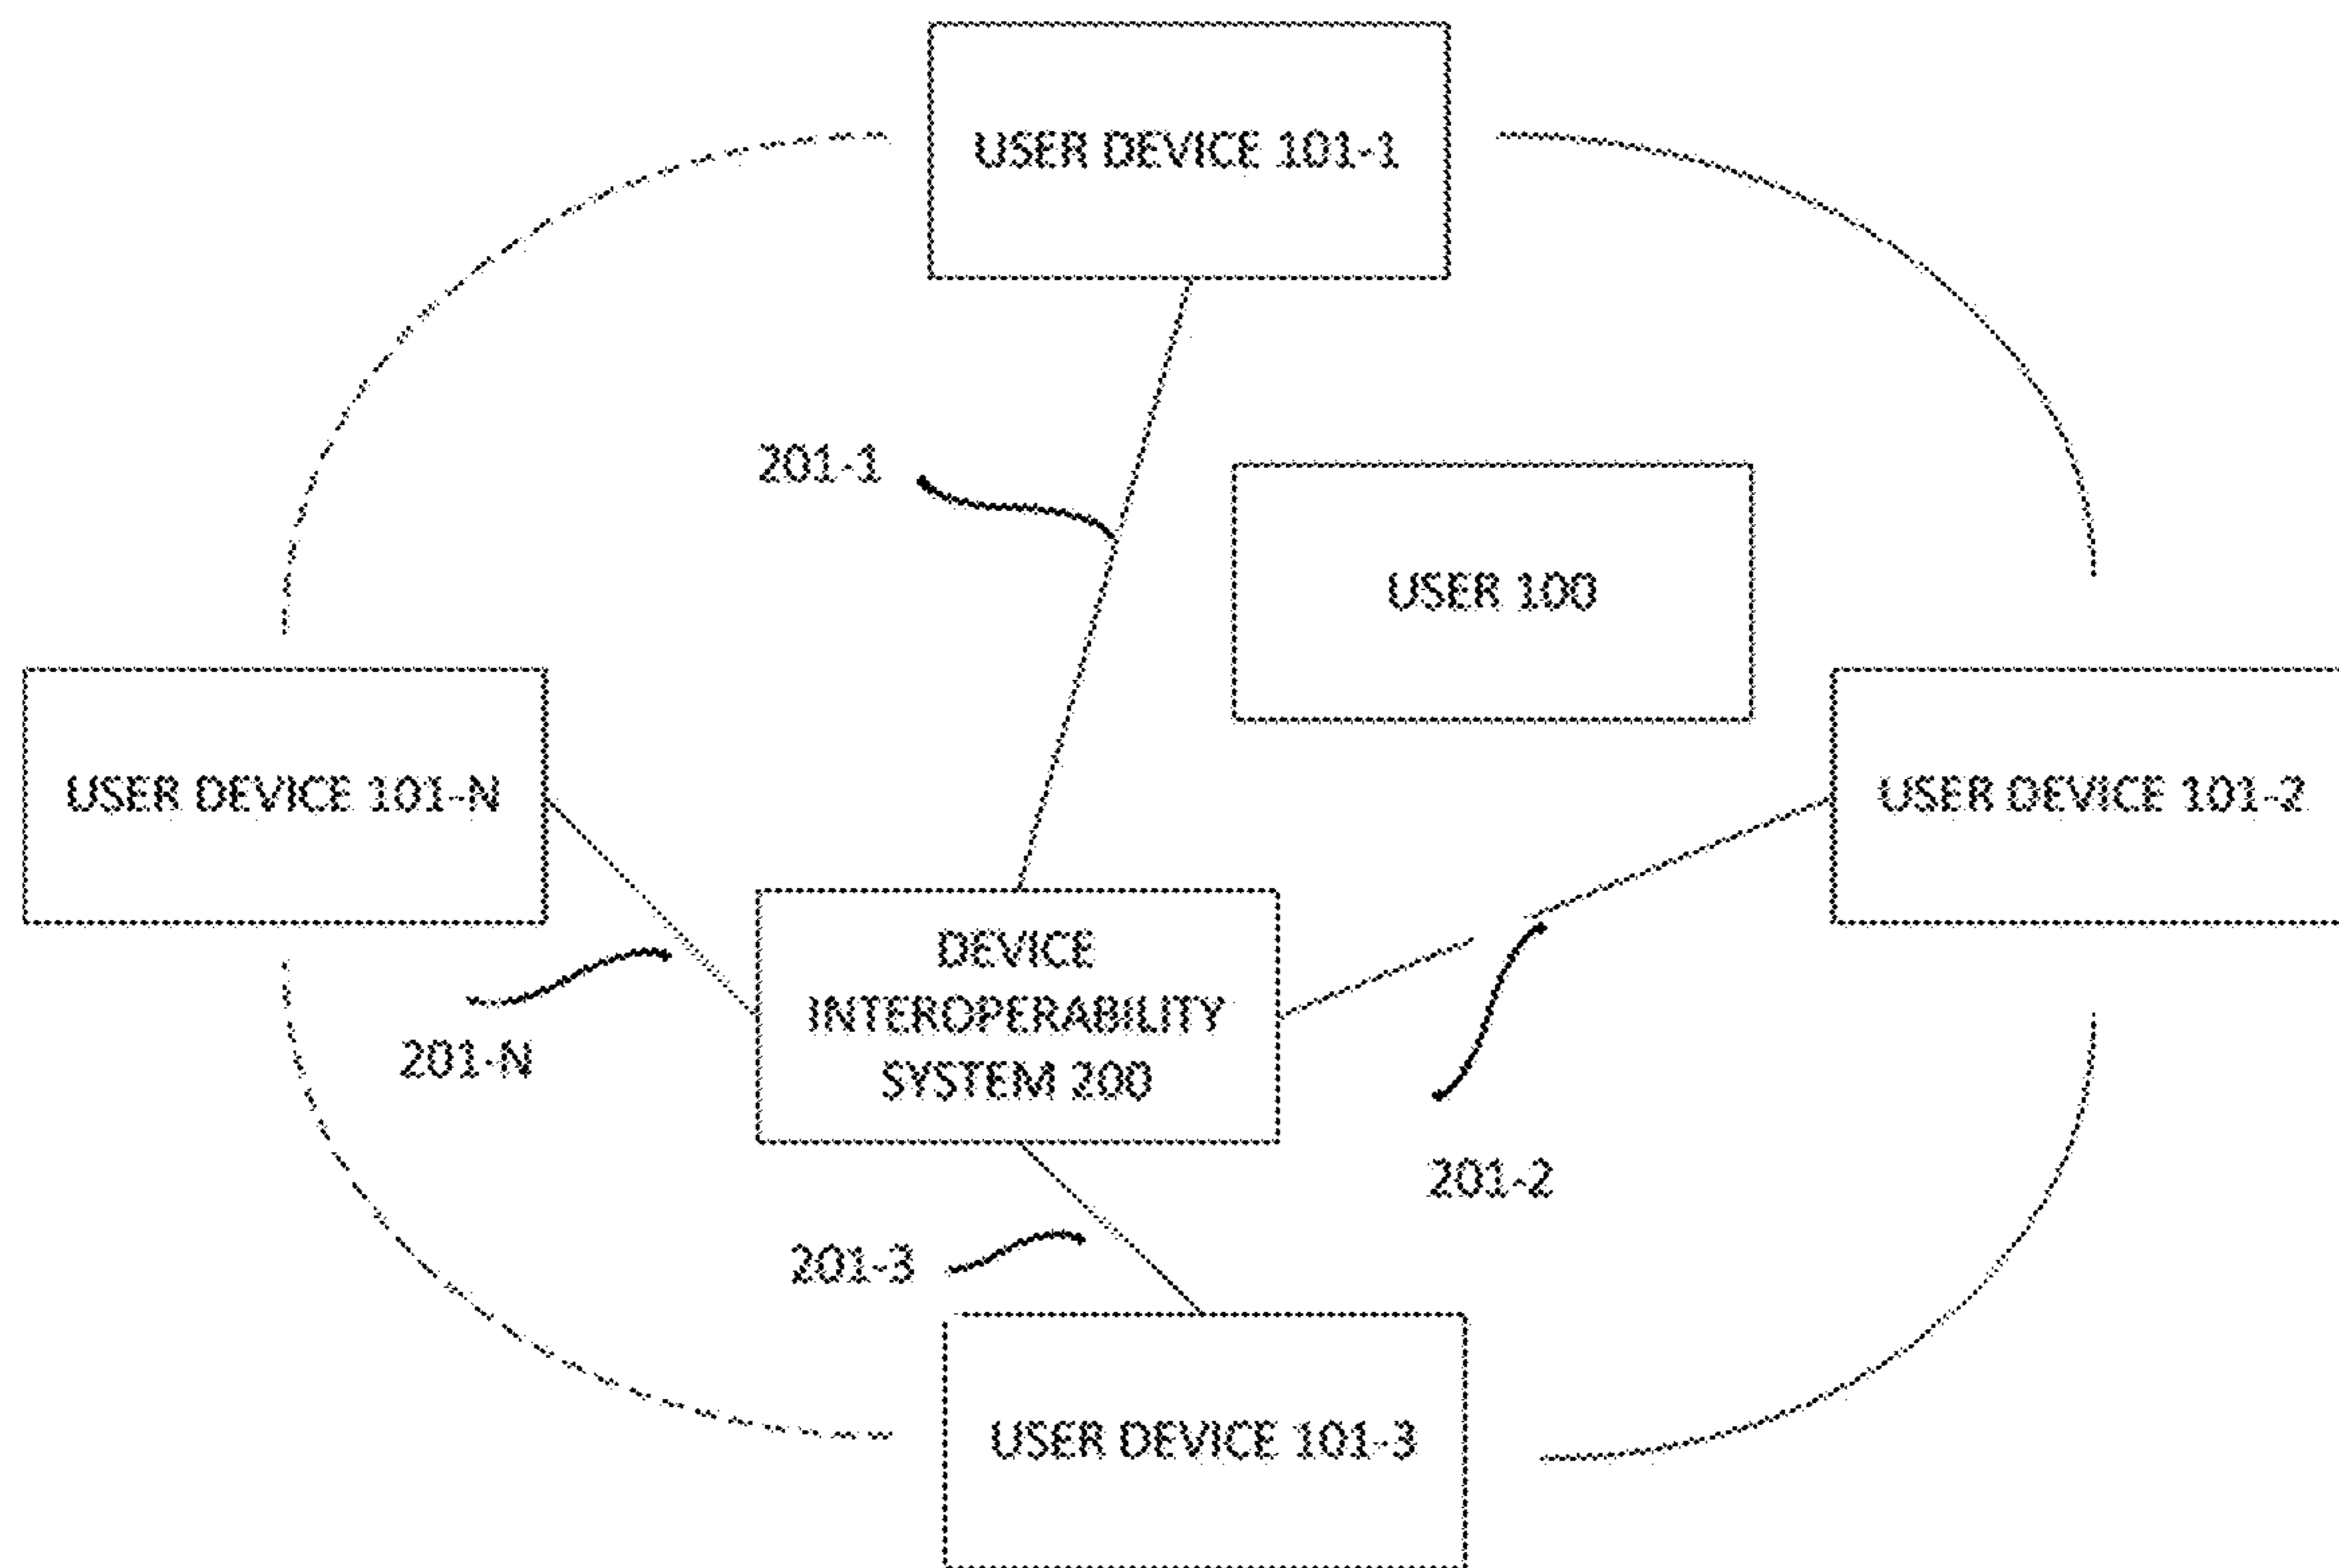 USER DEVICE 101-1
201-1
USER 100
USER DEVICE 101-N
USER DEVICE 101-2
DEVICE
INTEROPERABILITY
SYSTEM 200
201-N
201-2
201-3
USER DEVICE 101-3